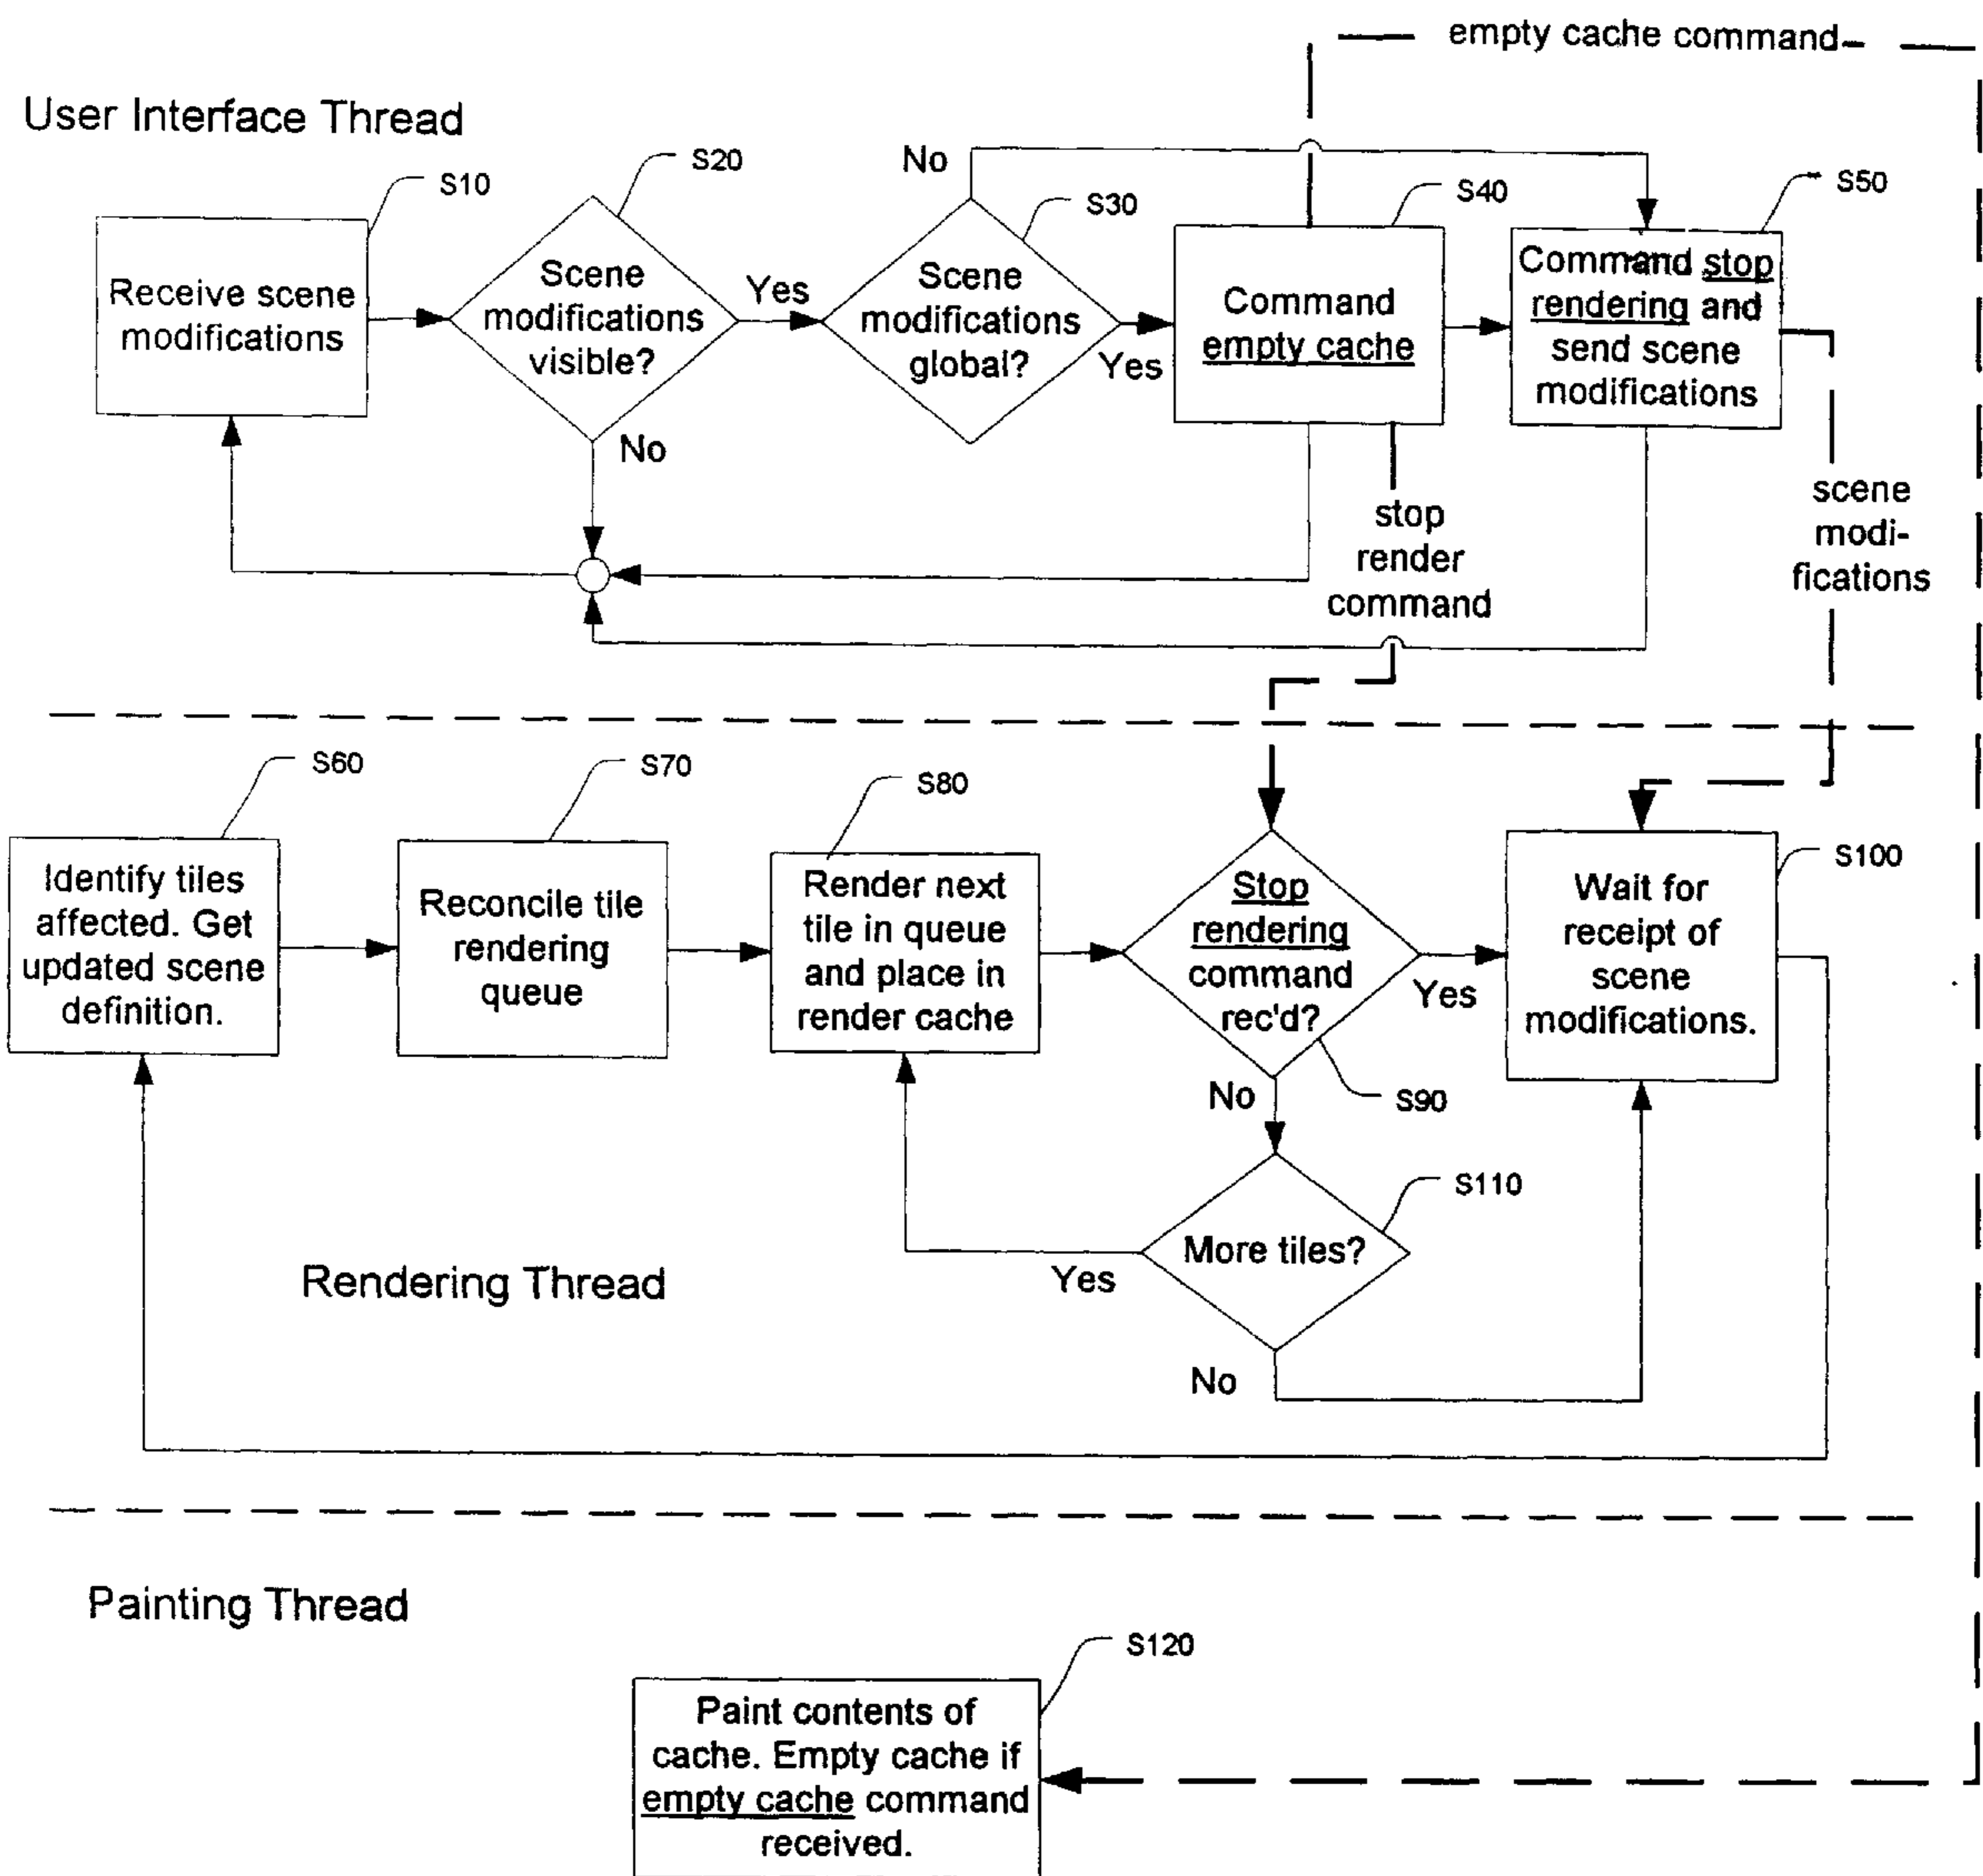 empty cache command
User Interface Thread
S10
S20
No
S30
S40
S50
Receive scene
modifications
Scene
modifications
visible?
Yes
No
Scene
modifications
global?
Yes
Command
empty cache
Command stop
rendering and
send scene
modifications
stop
render
command
scene
modi-
fications
S60
S70
S80
S90
S100
Identify tiles
affected. Get
updated scene
definition.
Reconcile tile
rendering
queue
Render next
tile in queue
and place in
render cache
Stop
rendering
command
rec'd?
Yes
No
Wait for
receipt of
scene
modifications.
S110
More tiles?
Yes
No
Rendering Thread
Painting Thread
S120
Paint contents of
cache. Empty cache if
empty cache command
received.